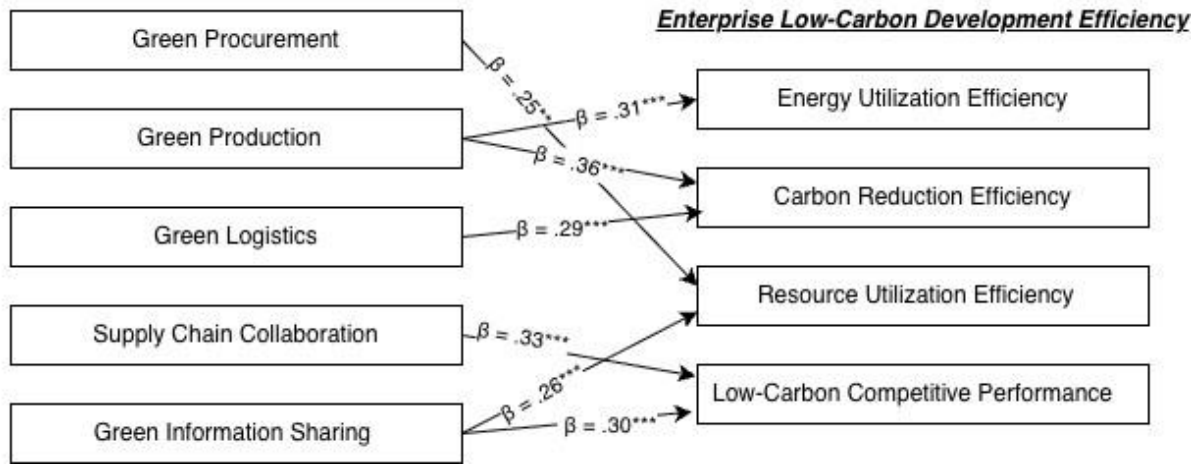 Enterprise Low-Carbon Development Efficiency
Green Procurement
Green Production
Green Logistics
Supply Chain Collaboration
Green Information Sharing
β = .25**
β = .31***
β = .36***
β = .29***
β = .33***
β = .26***
β = .30***
Energy Utilization Efficiency
Carbon Reduction Efficiency
Resource Utilization Efficiency
Low-Carbon Competitive Performance